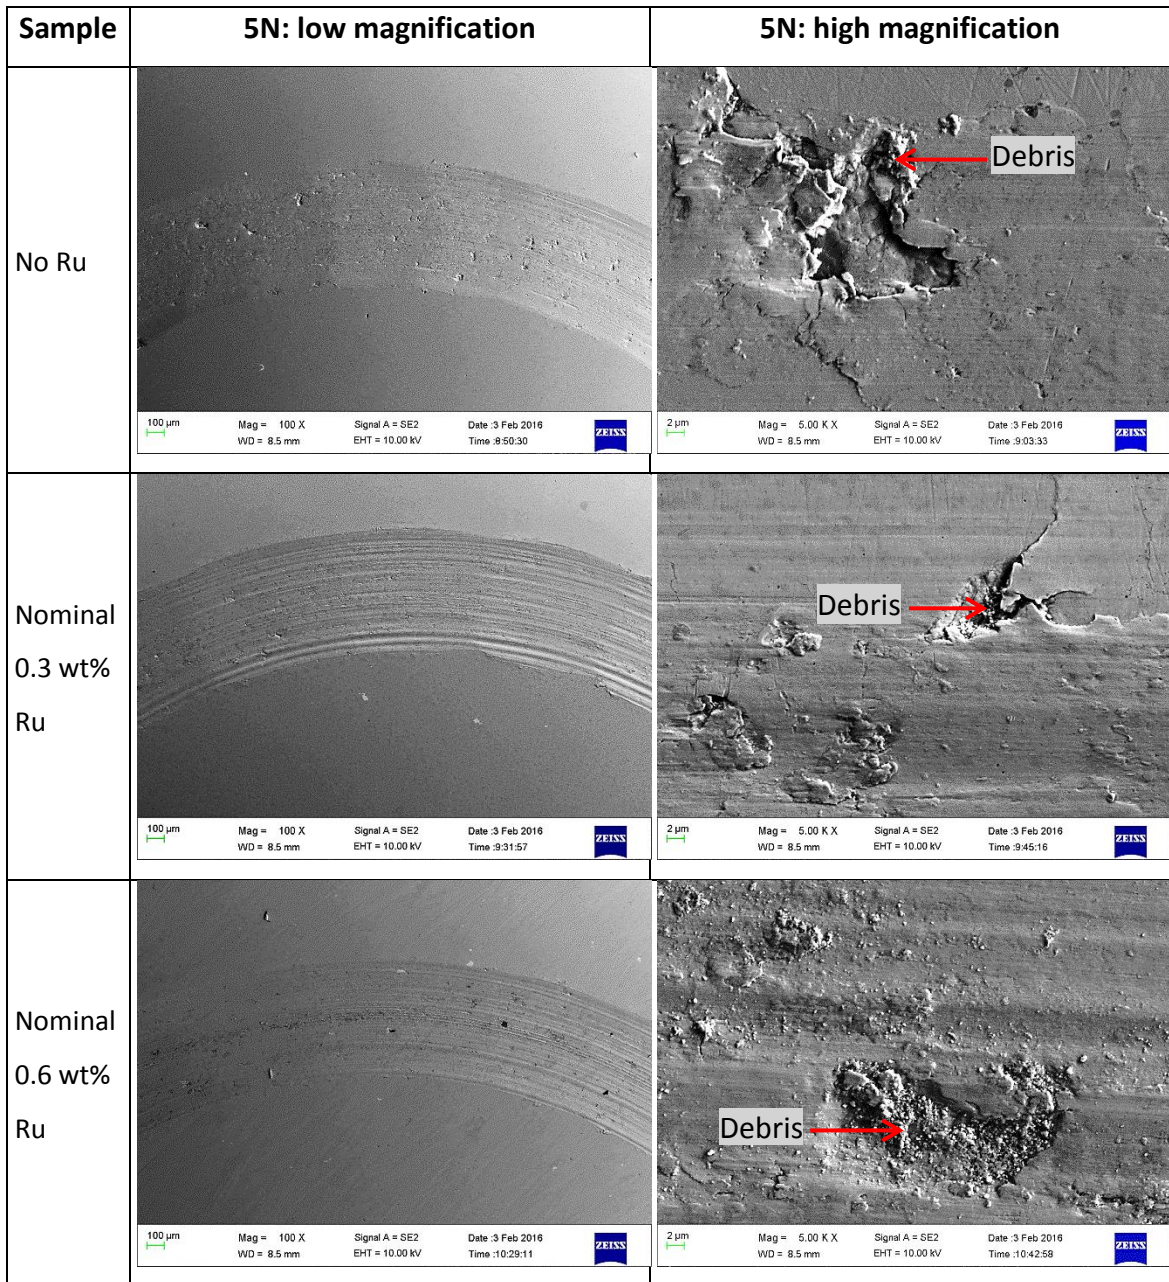 Sample
5N: low magnification
5N: high magnification
No Ru
100 µm
Mag = 100 X
WD = 8.5 mm
Signal A = SE2
EHT = 10.00 kV
Date :3 Feb 2016
Time :8:50:30
ZEISS
Debris
2 µm
Mag = 5.00 K X
WD = 8.5 mm
Signal A = SE2
EHT = 10.00 kV
Date :3 Feb 2016
Time :9:03:33
ZEISS
Nominal
0.3 wt%
Ru
100 µm
Mag = 100 X
WD = 8.5 mm
Signal A = SE2
EHT = 10.00 kV
Date :3 Feb 2016
Time :9:31:57
ZEISS
Debris
2 µm
Mag = 5.00 K X
WD = 8.5 mm
Signal A = SE2
EHT = 10.00 kV
Date :3 Feb 2016
Time :9:45:16
ZEISS
Nominal
0.6 wt%
Ru
100 µm
Mag = 100 X
WD = 8.5 mm
Signal A = SE2
EHT = 10.00 kV
Date :3 Feb 2016
Time :10:29:11
ZEISS
Debris
2 µm
Mag = 5.00 K X
WD = 8.5 mm
Signal A = SE2
EHT = 10.00 kV
Date :3 Feb 2016
Time :10:42:58
ZEISS